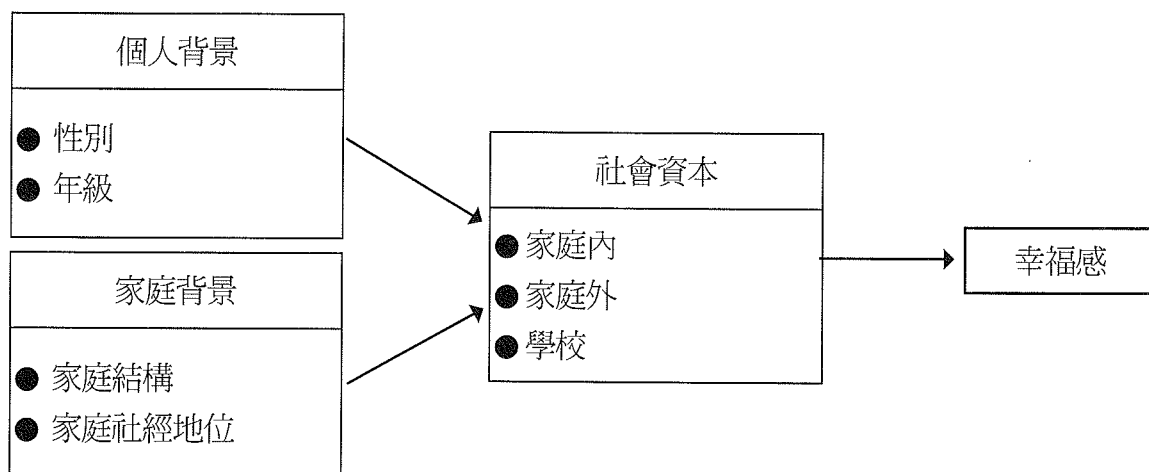 個人背景
● 性別
● 年級
家庭背景
● 家庭結構
● 家庭社經地位
社會資本
● 家庭內
● 家庭外
● 學校
幸福感